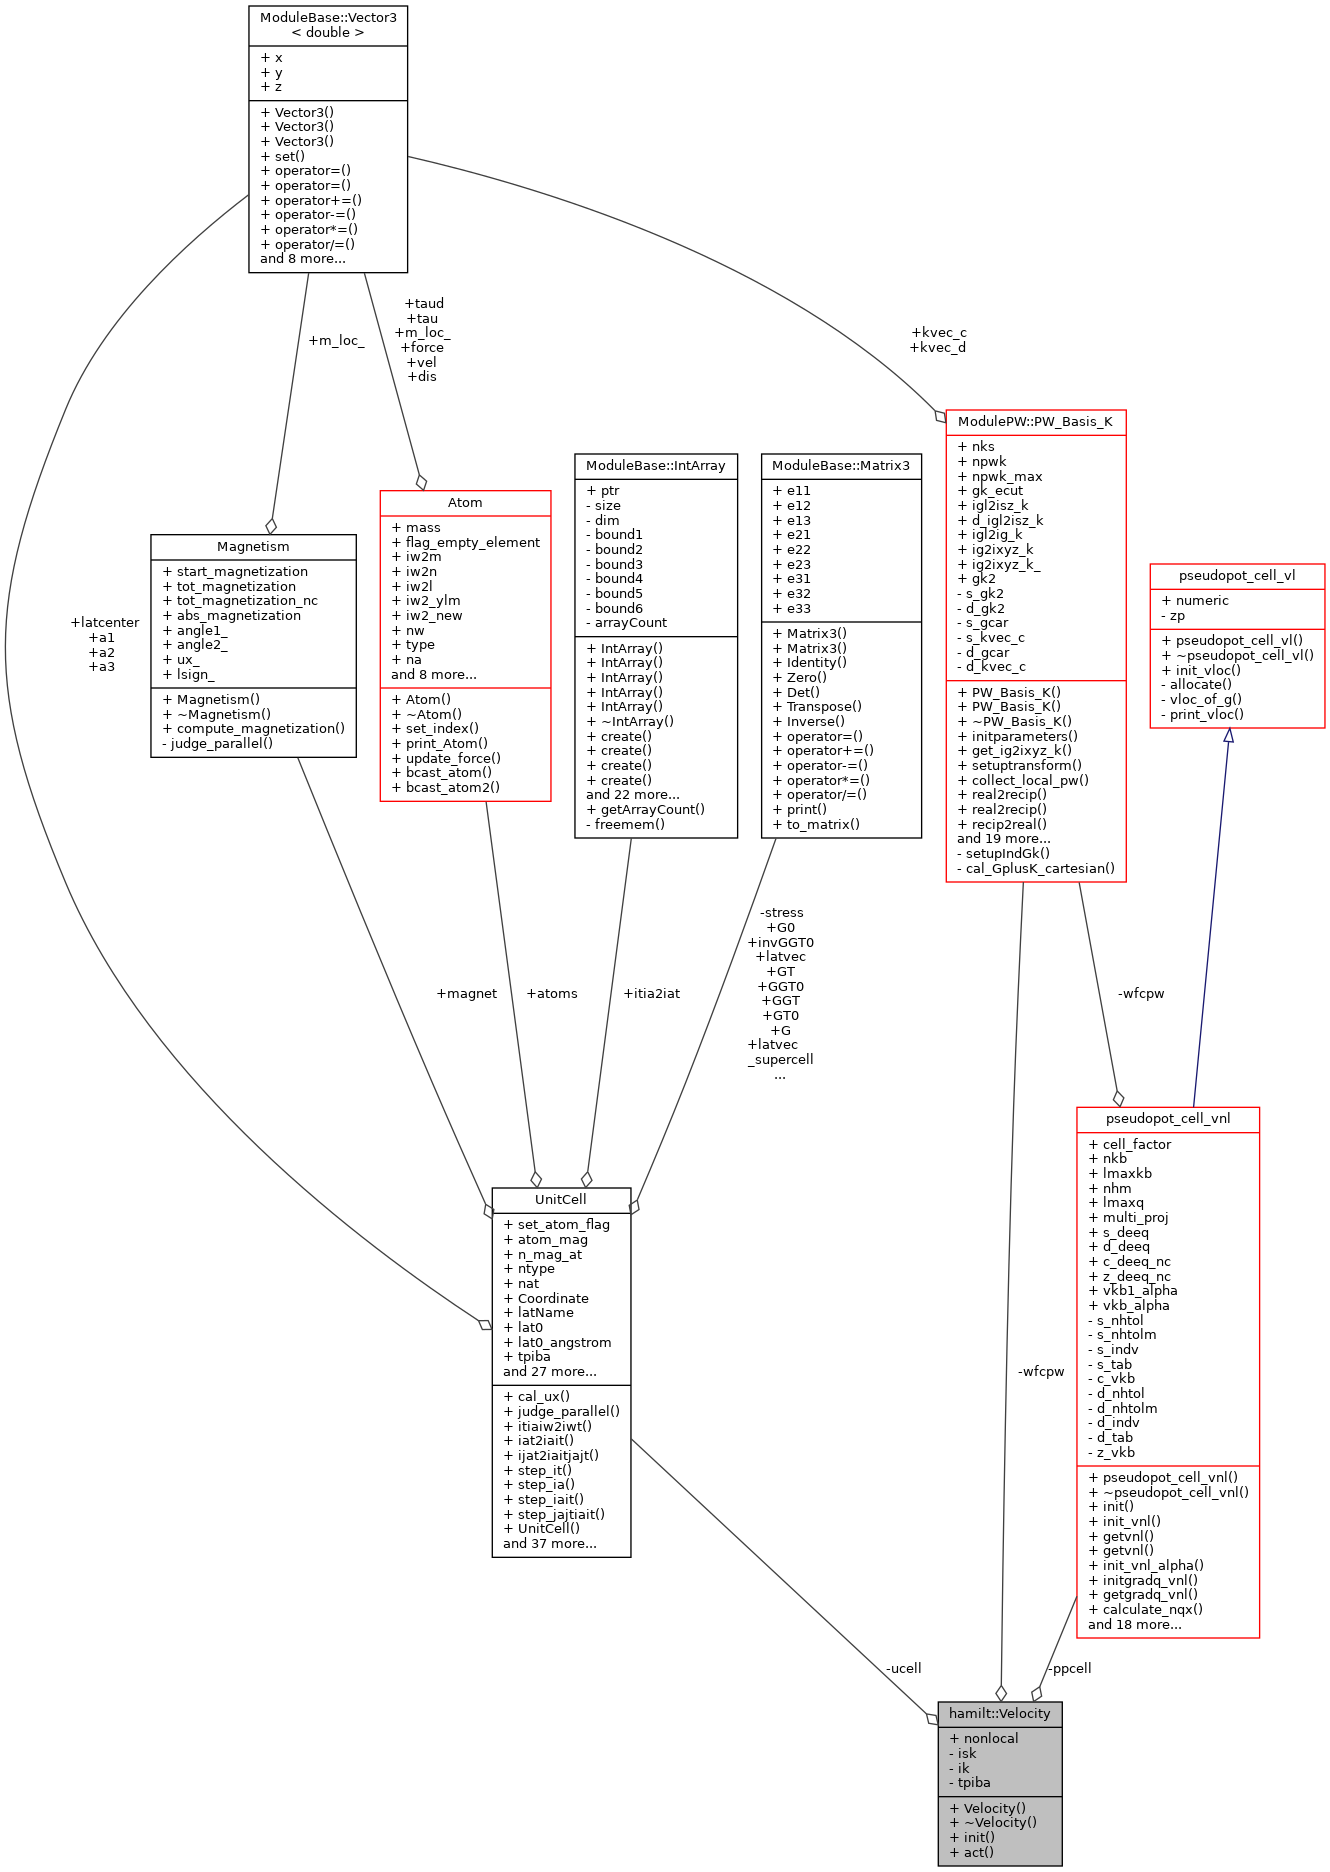 ModuleBase::Vector3
< double >
+ x
+ y
+ z
+ Vector3()
+ Vector3()
+ Vector3()
+ set()
+ operator=()
+ operator=()
+ operator+=()
+ operator-=()
+ operator*=()
+ operator/=()
and 8 more...
+m_loc_
+taud
+tau
+m_loc_
+force
+vel
+dis
+kvec_c
+kvec_d
+latcenter
+a1
+a2
+a3
Magnetism
+ start_magnetization
+ tot_magnetization
+ tot_magnetization_nc
+ abs_magnetization
+ angle1_
+ angle2_
+ ux_
+ lsign_
+ Magnetism()
+ ~Magnetism()
+ compute_magnetization()
- judge_parallel()
Atom
+ mass
+ flag_empty_element
+ iw2m
+ iw2n
+ iw2l
+ iw2_ylm
+ iw2_new
+ nw
+ type
+ na
and 8 more...
+ Atom()
+ ~Atom()
+ set_index()
+ print_Atom()
+ update_force()
+ bcast_atom()
+ bcast_atom2()
ModuleBase::IntArray
+ ptr
- size
- dim
- bound1
- bound2
- bound3
- bound4
- bound5
- bound6
- arrayCount
+ IntArray()
+ IntArray()
+ IntArray()
+ IntArray()
+ IntArray()
+ ~IntArray()
+ create()
+ create()
+ create()
+ create()
and 22 more...
+ getArrayCount()
- freemem()
ModuleBase::Matrix3
+ e11
+ e12
+ e13
+ e21
+ e22
+ e23
+ e31
+ e32
+ e33
+ Matrix3()
+ Matrix3()
+ Identity()
+ Zero()
+ Det()
+ Transpose()
+ Inverse()
+ operator=()
+ operator+=()
+ operator-=()
+ operator*=()
+ operator/=()
+ print()
+ to_matrix()
ModulePW::PW_Basis_K
+ nks
+ npwk
+ npwk_max
+ gk_ecut
+ igl2isz_k
+ d_igl2isz_k
+ igl2ig_k
+ ig2ixyz_k
+ ig2ixyz_k_
+ gk2
- s_gk2
- d_gk2
- s_gcar
- s_kvec_c
- d_gcar
- d_kvec_c
+ PW_Basis_K()
+ PW_Basis_K()
+ ~PW_Basis_K()
+ initparameters()
+ get_ig2ixyz_k()
+ setuptransform()
+ collect_local_pw()
+ real2recip()
+ real2recip()
+ recip2real()
and 19 more...
- setupIndGk()
- cal_GplusK_cartesian()
pseudopot_cell_vl
+ numeric
- zp
+ pseudopot_cell_vl()
+ ~pseudopot_cell_vl()
+ init_vloc()
- allocate()
- vloc_of_g()
- print_vloc()
+magnet
+atoms
+itia2iat
-stress
+G0
+invGGT0
+latvec
+GT
+GGT0
+GGT
+GT0
+G
+latvec
_supercell
...
-wfcpw
UnitCell
+ set_atom_flag
+ atom_mag
+ n_mag_at
+ ntype
+ nat
+ Coordinate
+ latName
+ lat0
+ lat0_angstrom
+ tpiba
and 27 more...
+ cal_ux()
+ judge_parallel()
+ itiaiw2iwt()
+ iat2iait()
+ ijat2iaitjajt()
+ step_it()
+ step_ia()
+ step_iait()
+ step_jajtiait()
+ UnitCell()
and 37 more...
-wfcpw
pseudopot_cell_vnl
+ cell_factor
+ nkb
+ lmaxkb
+ nhm
+ lmaxq
+ multi_proj
+ s_deeq
+ d_deeq
+ c_deeq_nc
+ z_deeq_nc
+ vkb1_alpha
+ vkb_alpha
- s_nhtol
- s_nhtolm
- s_indv
- s_tab
- c_vkb
- d_nhtol
- d_nhtolm
- d_indv
- d_tab
- z_vkb
+ pseudopot_cell_vnl()
+ ~pseudopot_cell_vnl()
+ init()
+ init_vnl()
+ getvnl()
+ getvnl()
+ init_vnl_alpha()
+ initgradq_vnl()
+ getgradq_vnl()
+ calculate_nqx()
and 18 more...
-ucell
-ppcell
hamilt::Velocity
+ nonlocal
- isk
- ik
- tpiba
+ Velocity()
+ ~Velocity()
+ init()
+ act()